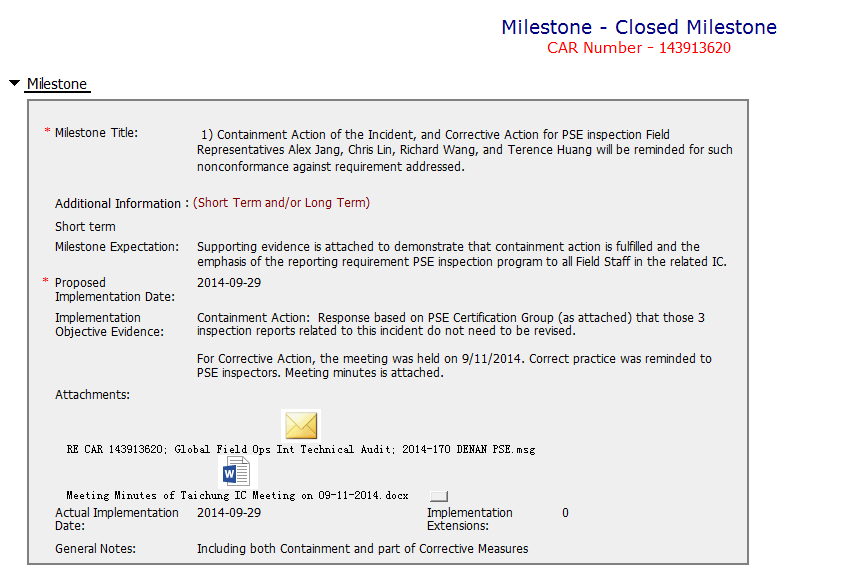 Milestone - Closed Milestone
CAR Number - 143913620
Milestone
* Milestone Title:
1) Containment Action of the Incident, and Corrective Action for PSE inspection Field
Representatives Alex Jang, Chris Lin, Richard Wang, and Terence Huang will be reminded for such
nonconformance against requirement addressed.
Additional Information : (Short Term and/or Long Term)
Short term
Milestone Expectation:
Supporting evidence is attached to demonstrate that containment action is fulfilled and the
emphasis of the reporting requirement PSE inspection program to all Field Staff in the related IC.
* Proposed
Implementation Date:
2014-09-29
Implementation
Objective Evidence:
Containment Action: Response based on PSE Certification Group (as attached) that those 3
inspection reports related to this incident do not need to be revised.
For Corrective Action, the meeting was held on 9/11/2014. Correct practice was reminded to
PSE inspectors. Meeting minutes is attached.
Attachments:
RE CAR 143913620; Global Field Ops Int Technical Audit; 2014-170 DENAN PSE.msg
W
Meeting Minutes of Taichung IC Meeting on 09-11-2014.docx
Actual Implementation
Date:
2014-09-29
Implementation
Extensions:
0
General Notes:
Including both Containment and part of Corrective Measures